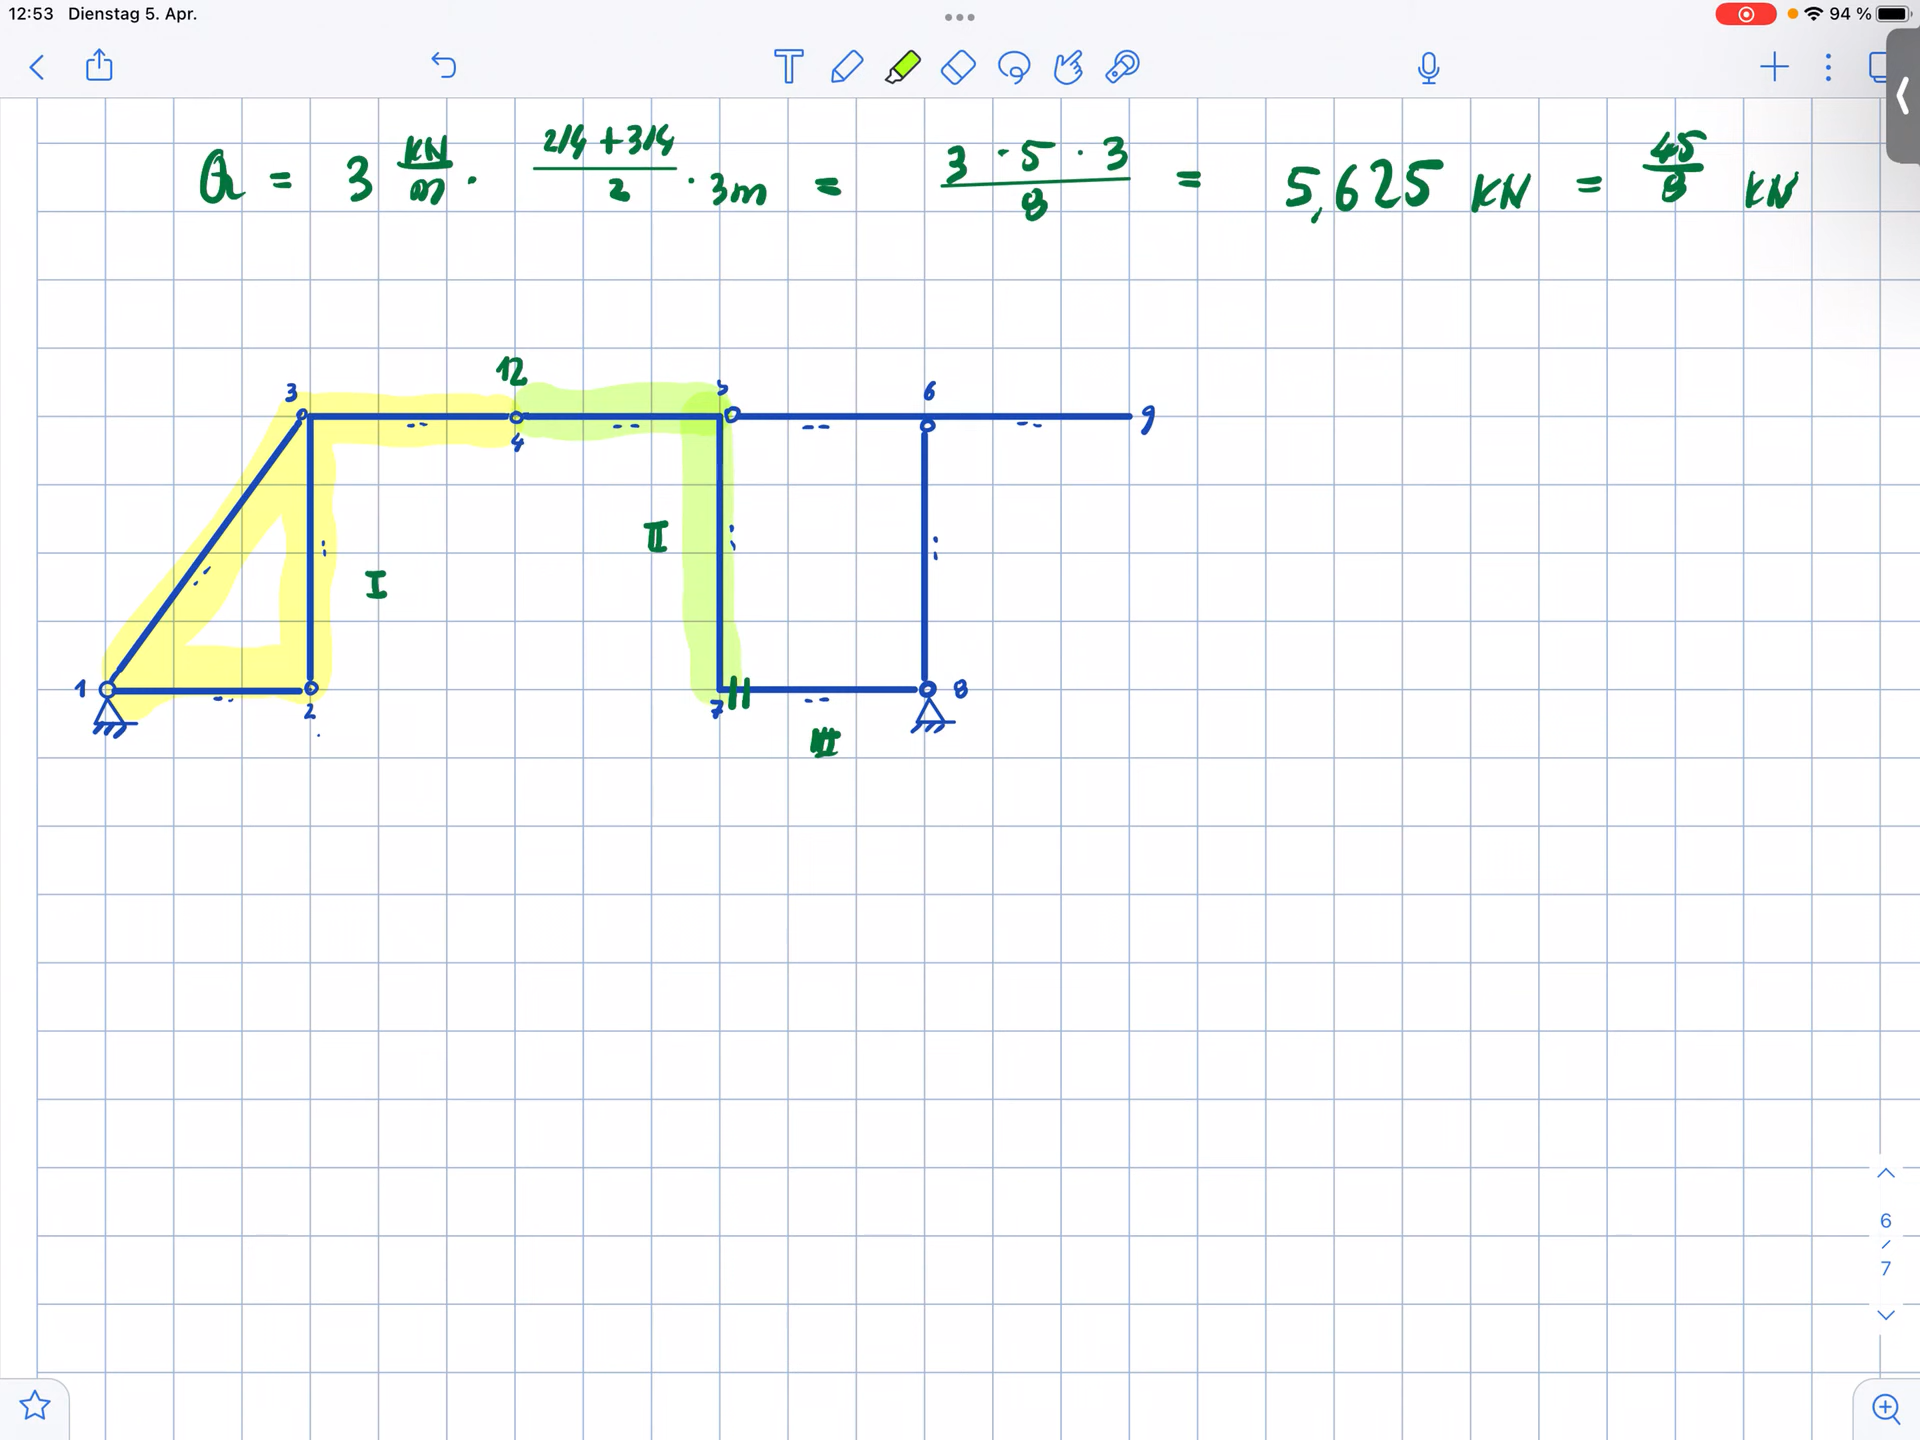 12:53 Dienstag 5. Apr. 94 %
Q = 3 kN/m · (2/4 + 3/4)/2 · 3m = (3 · 5 · 3)/8 = 5,625 kN = 45/8 kN
12
3 5 6
4 9
II
I
1 8
2 7
III
6
/
7